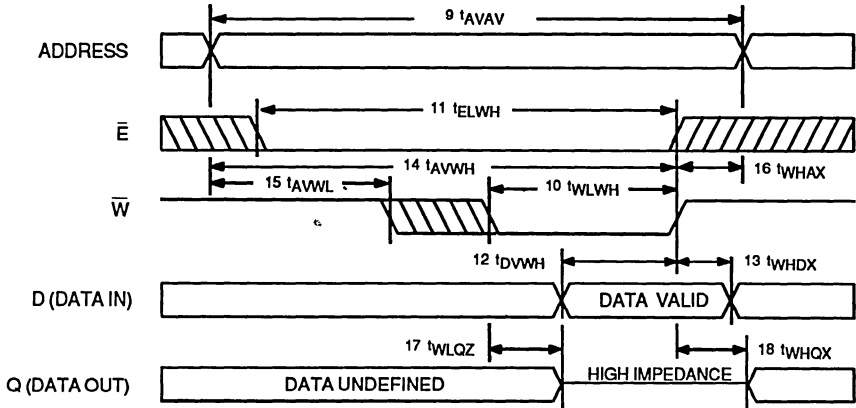 9 tAVAV
ADDRESS
11 tELWH
E̅
14 tAVWH
16 tWHAX
15 tAVWL
10 tWLWH
W̅
12 tDVWH
13 tWHDX
D (DATA IN)
DATA VALID
17 tWLQZ
18 tWHQX
HIGH IMPEDANCE
Q (DATA OUT)
DATA UNDEFINED